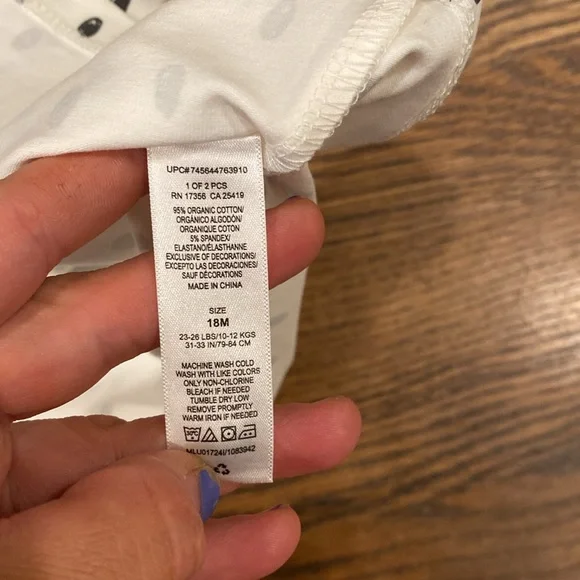 UPC#745644763910
1 OF 2 PCS
RN 17356 CA 25419
95% ORGANIC COTTON/
ORGÁNICO ALGODÓN/
ORGANIQUE COTON
5% SPANDEX/
ELASTANO/ÉLASTHANNE
EXCLUSIVE OF DECORATIONS/
EXCEPTO LAS DECORACIONES/
SAUF DÉCORATIONS
MADE IN CHINA
SIZE
18M
23-26 LBS/10-12 KGS
31-33 IN/79-84 CM
MACHINE WASH COLD
WASH WITH LIKE COLORS
ONLY NON-CHLORINE
BLEACH IF NEEDED
TUMBLE DRY LOW
REMOVE PROMPTLY
WARM IRON IF NEEDED
MLU01724I/1083942